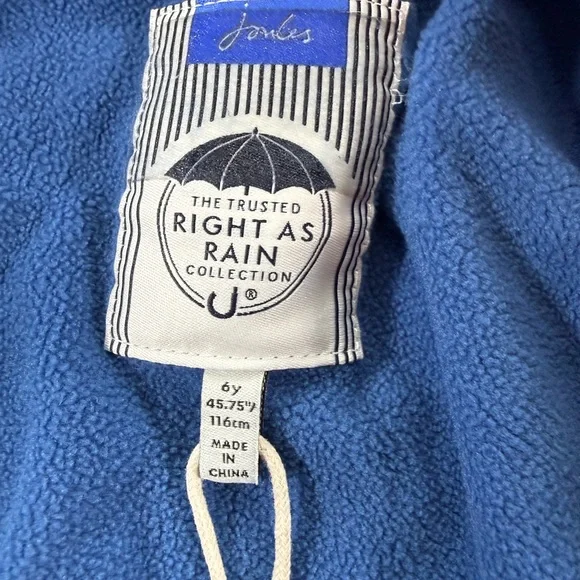 Joules
THE TRUSTED
RIGHT AS
RAIN
COLLECTION
®
6y
45.75"/
116cm
MADE
IN
CHINA